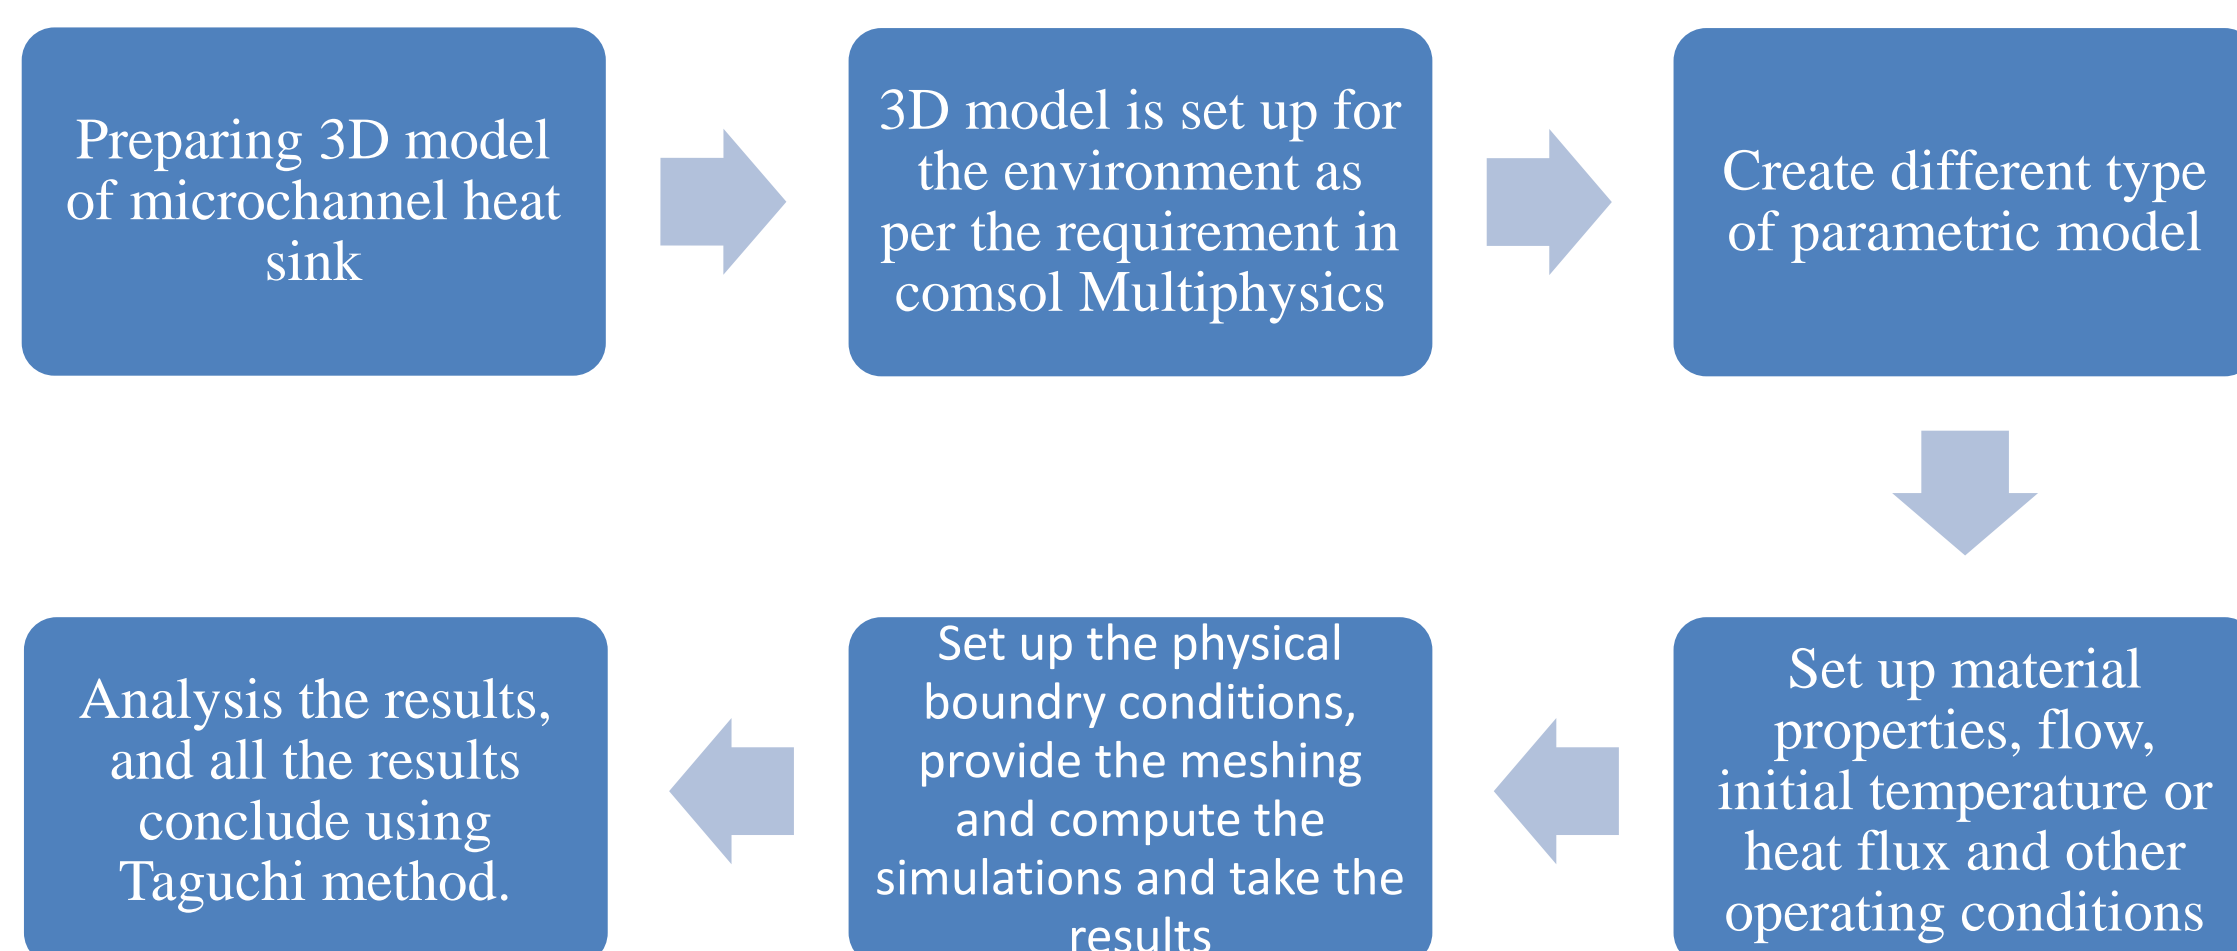 Preparing 3D model
of microchannel heat
sink
3D model is set up for
the environment as
per the requirement in
comsol Multiphysics
Create different type
of parametric model
Set up material
properties, flow,
initial temperature or
heat flux and other
operating conditions
Set up the physical
boundry conditions,
provide the meshing
and compute the
simulations and take the
results
Analysis the results,
and all the results
conclude using
Taguchi method.